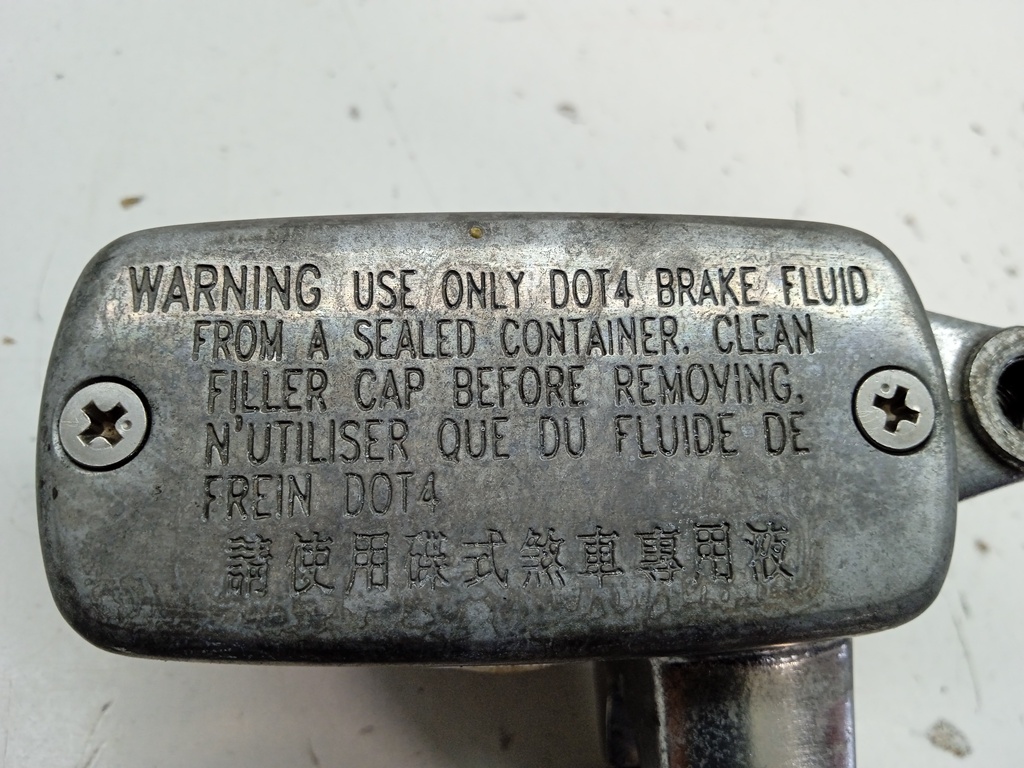 WARNING USE ONLY DOT4 BRAKE FLUID
FROM A SEALED CONTAINER. CLEAN
FILLER CAP BEFORE REMOVING.
N'UTILISER QUE DU FLUIDE DE
FREIN DOT4
請使用碟式煞車專用液